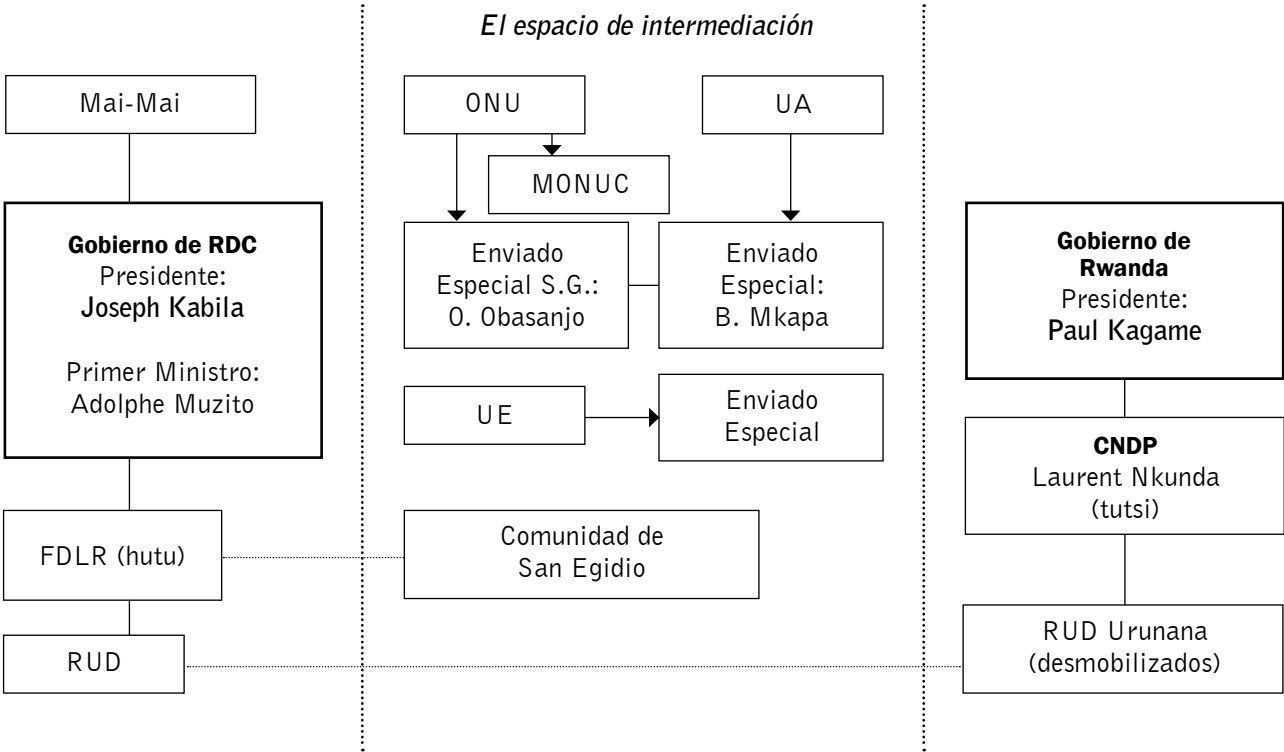 El espacio de intermediación
Mai-Mai
Gobierno de RDC
Presidente:
Joseph Kabila
Primer Ministro:
Adolphe Muzito
FDLR (hutu)
RUD
ONU
UA
MONUC
Enviado
Especial S.G.:
O. Obasanjo
Enviado
Especial:
B. Mkapa
UE
Enviado
Especial
Comunidad de
San Egidio
Gobierno de
Rwanda
Presidente:
Paul Kagame
CNDP
Laurent Nkunda
(tutsi)
RUD Urunana
(desmobilizados)